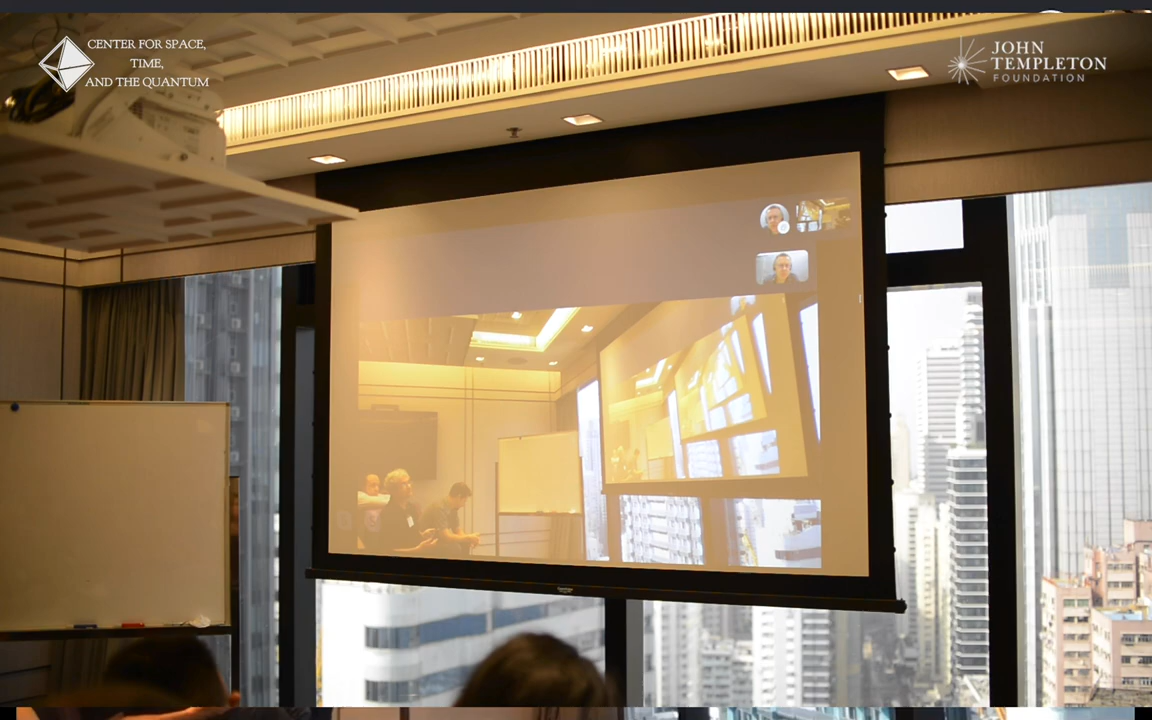 CENTER FOR SPACE,
TIME,
AND THE QUANTUM
JOHN
TEMPLETON
FOUNDATION